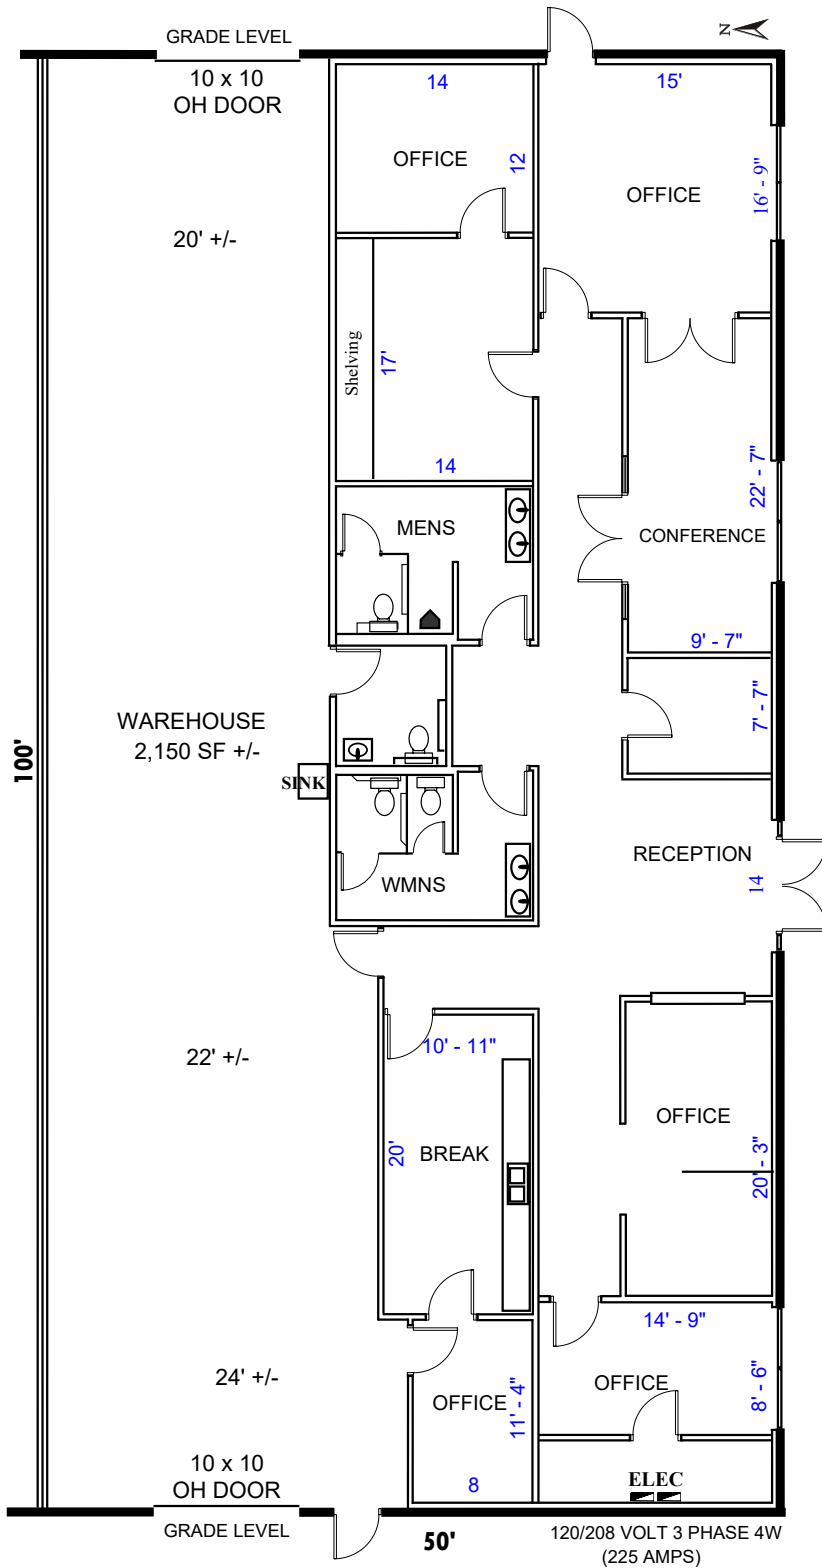 GRADE LEVEL
N
10 x 10
OH DOOR
14
15'
OFFICE
12
OFFICE
16' - 9"
20' +/-
Shelving
17'
14
22' - 7"
MENS
CONFERENCE
9' - 7"
7' - 7"
WAREHOUSE
2,150 SF +/-
100'
SINK
RECEPTION
14
WMNS
22' +/-
10' - 11"
OFFICE
20'
BREAK
20' - 3"
14' - 9"
24' +/-
OFFICE
8' - 6"
OFFICE
11' - 4"
10 x 10
OH DOOR
8
ELEC
GRADE LEVEL
50'
120/208 VOLT 3 PHASE 4W
(225 AMPS)